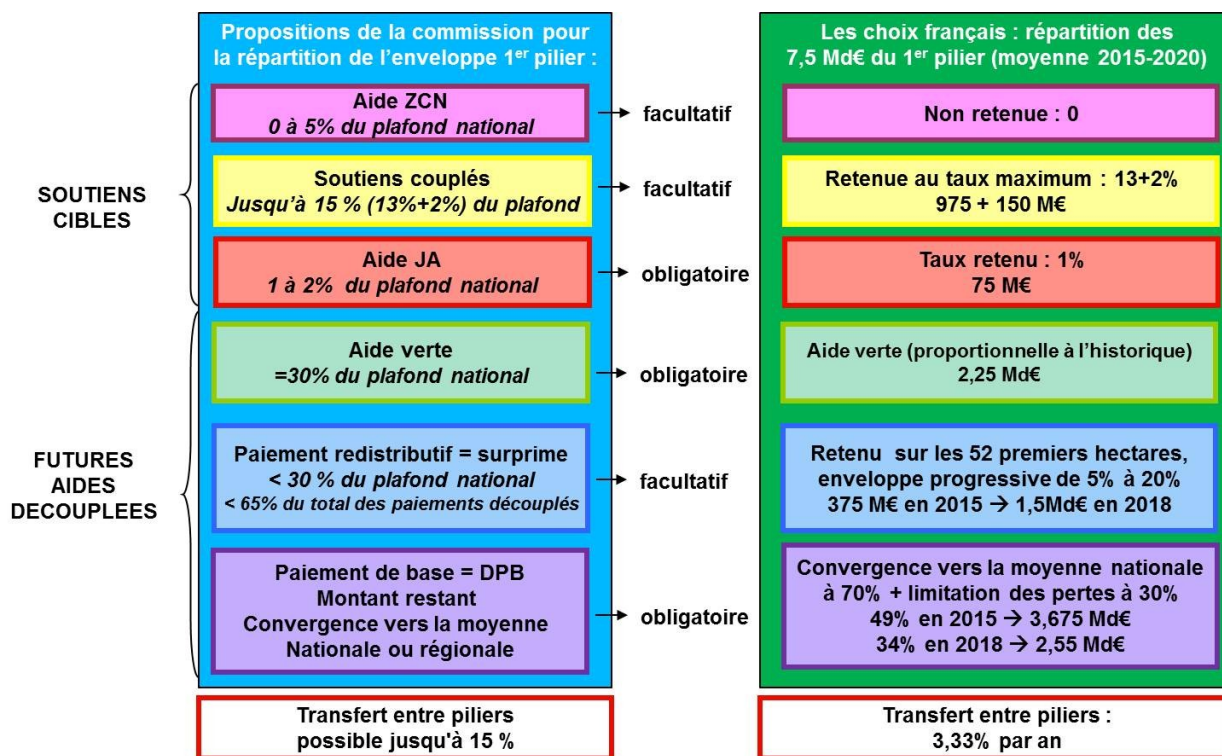 Propositions de la commission pour
la répartition de l'enveloppe 1er pilier :
SOUTIENS
CIBLES
Aide ZCN
0 à 5% du plafond national
facultatif
Soutiens couplés
Jusqu'à 15 % (13%+2%) du plafond
facultatif
Aide JA
1 à 2% du plafond national
obligatoire
FUTURES
AIDES
DECOUPLEES
Aide verte
=30% du plafond national
obligatoire
Paiement redistributif = surprime
< 30 % du plafond national
< 65% du total des paiements découplés
facultatif
Paiement de base = DPB
Montant restant
Convergence vers la moyenne
Nationale ou régionale
obligatoire
Transfert entre piliers
possible jusqu'à 15 %
Les choix français : répartition des
7,5 Md€ du 1er pilier (moyenne 2015-2020)
Non retenue : 0
Retenue au taux maximum : 13+2%
975 + 150 M€
Taux retenu : 1%
75 M€
Aide verte (proportionnelle à l'historique)
2,25 Md€
Retenu sur les 52 premiers hectares,
enveloppe progressive de 5% à 20%
375 M€ en 2015 → 1,5Md€ en 2018
Convergence vers la moyenne nationale
à 70% + limitation des pertes à 30%
49% en 2015 → 3,675 Md€
34% en 2018 → 2,55 Md€
Transfert entre piliers :
3,33% par an